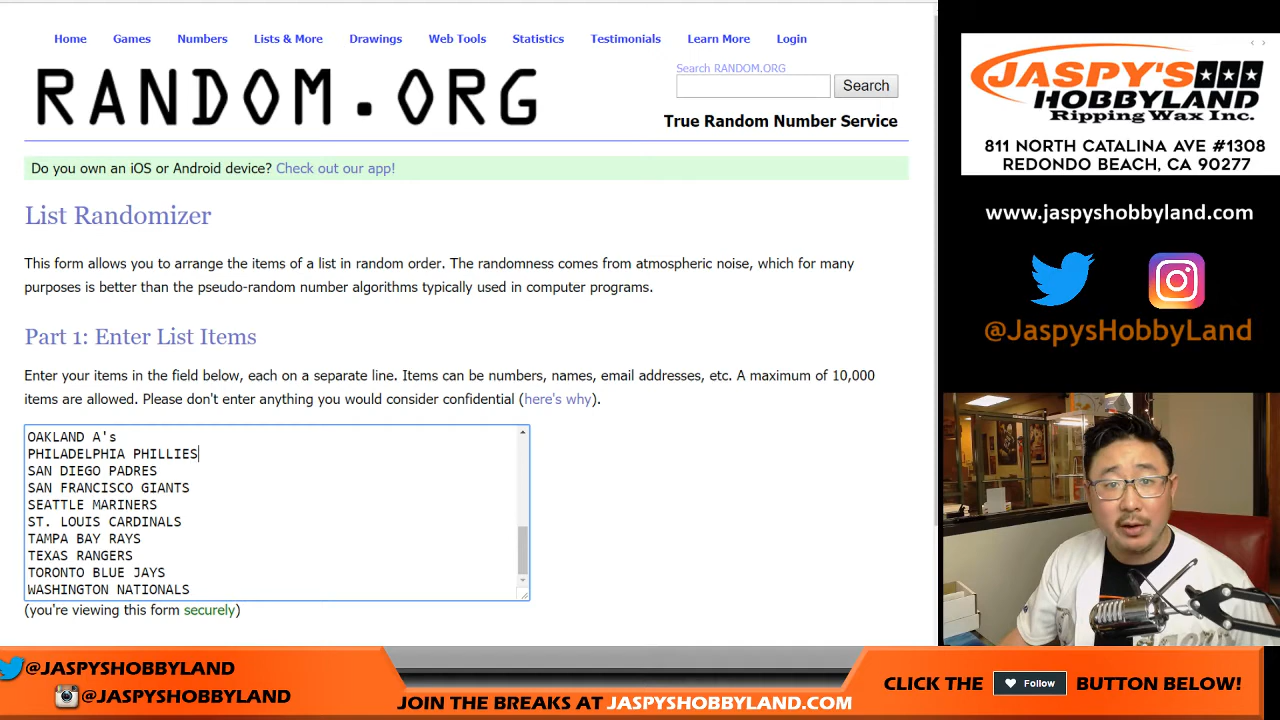 Home Games Numbers Lists & More Drawings Web Tools Statistics Testimonials Learn More Login
RANDOM.ORG
Search RANDOM.ORG
Search
True Random Number Service
Do you own an iOS or Android device? Check out our app!
List Randomizer
This form allows you to arrange the items of a list in random order. The randomness comes from atmospheric noise, which for many
purposes is better than the pseudo-random number algorithms typically used in computer programs.
Part 1: Enter List Items
Enter your items in the field below, each on a separate line. Items can be numbers, names, email addresses, etc. A maximum of 10,000
items are allowed. Please don't enter anything you would consider confidential (here's why).
OAKLAND A's
PHILADELPHIA PHILLIES
SAN DIEGO PADRES
SAN FRANCISCO GIANTS
SEATTLE MARINERS
ST. LOUIS CARDINALS
TAMPA BAY RAYS
TEXAS RANGERS
TORONTO BLUE JAYS
WASHINGTON NATIONALS
(you're viewing this form securely)
JASPY'S
HOBBYLAND
Ripping Wax Inc.
811 NORTH CATALINA AVE #1308
REDONDO BEACH, CA 90277
www.jaspyshobbyland.com
@JaspysHobbyLand
@JASPYSHOBBYLAND
@JASPYSHOBBYLAND
JOIN THE BREAKS AT JASPYSHOBBYLAND.COM
CLICK THE Follow BUTTON BELOW!